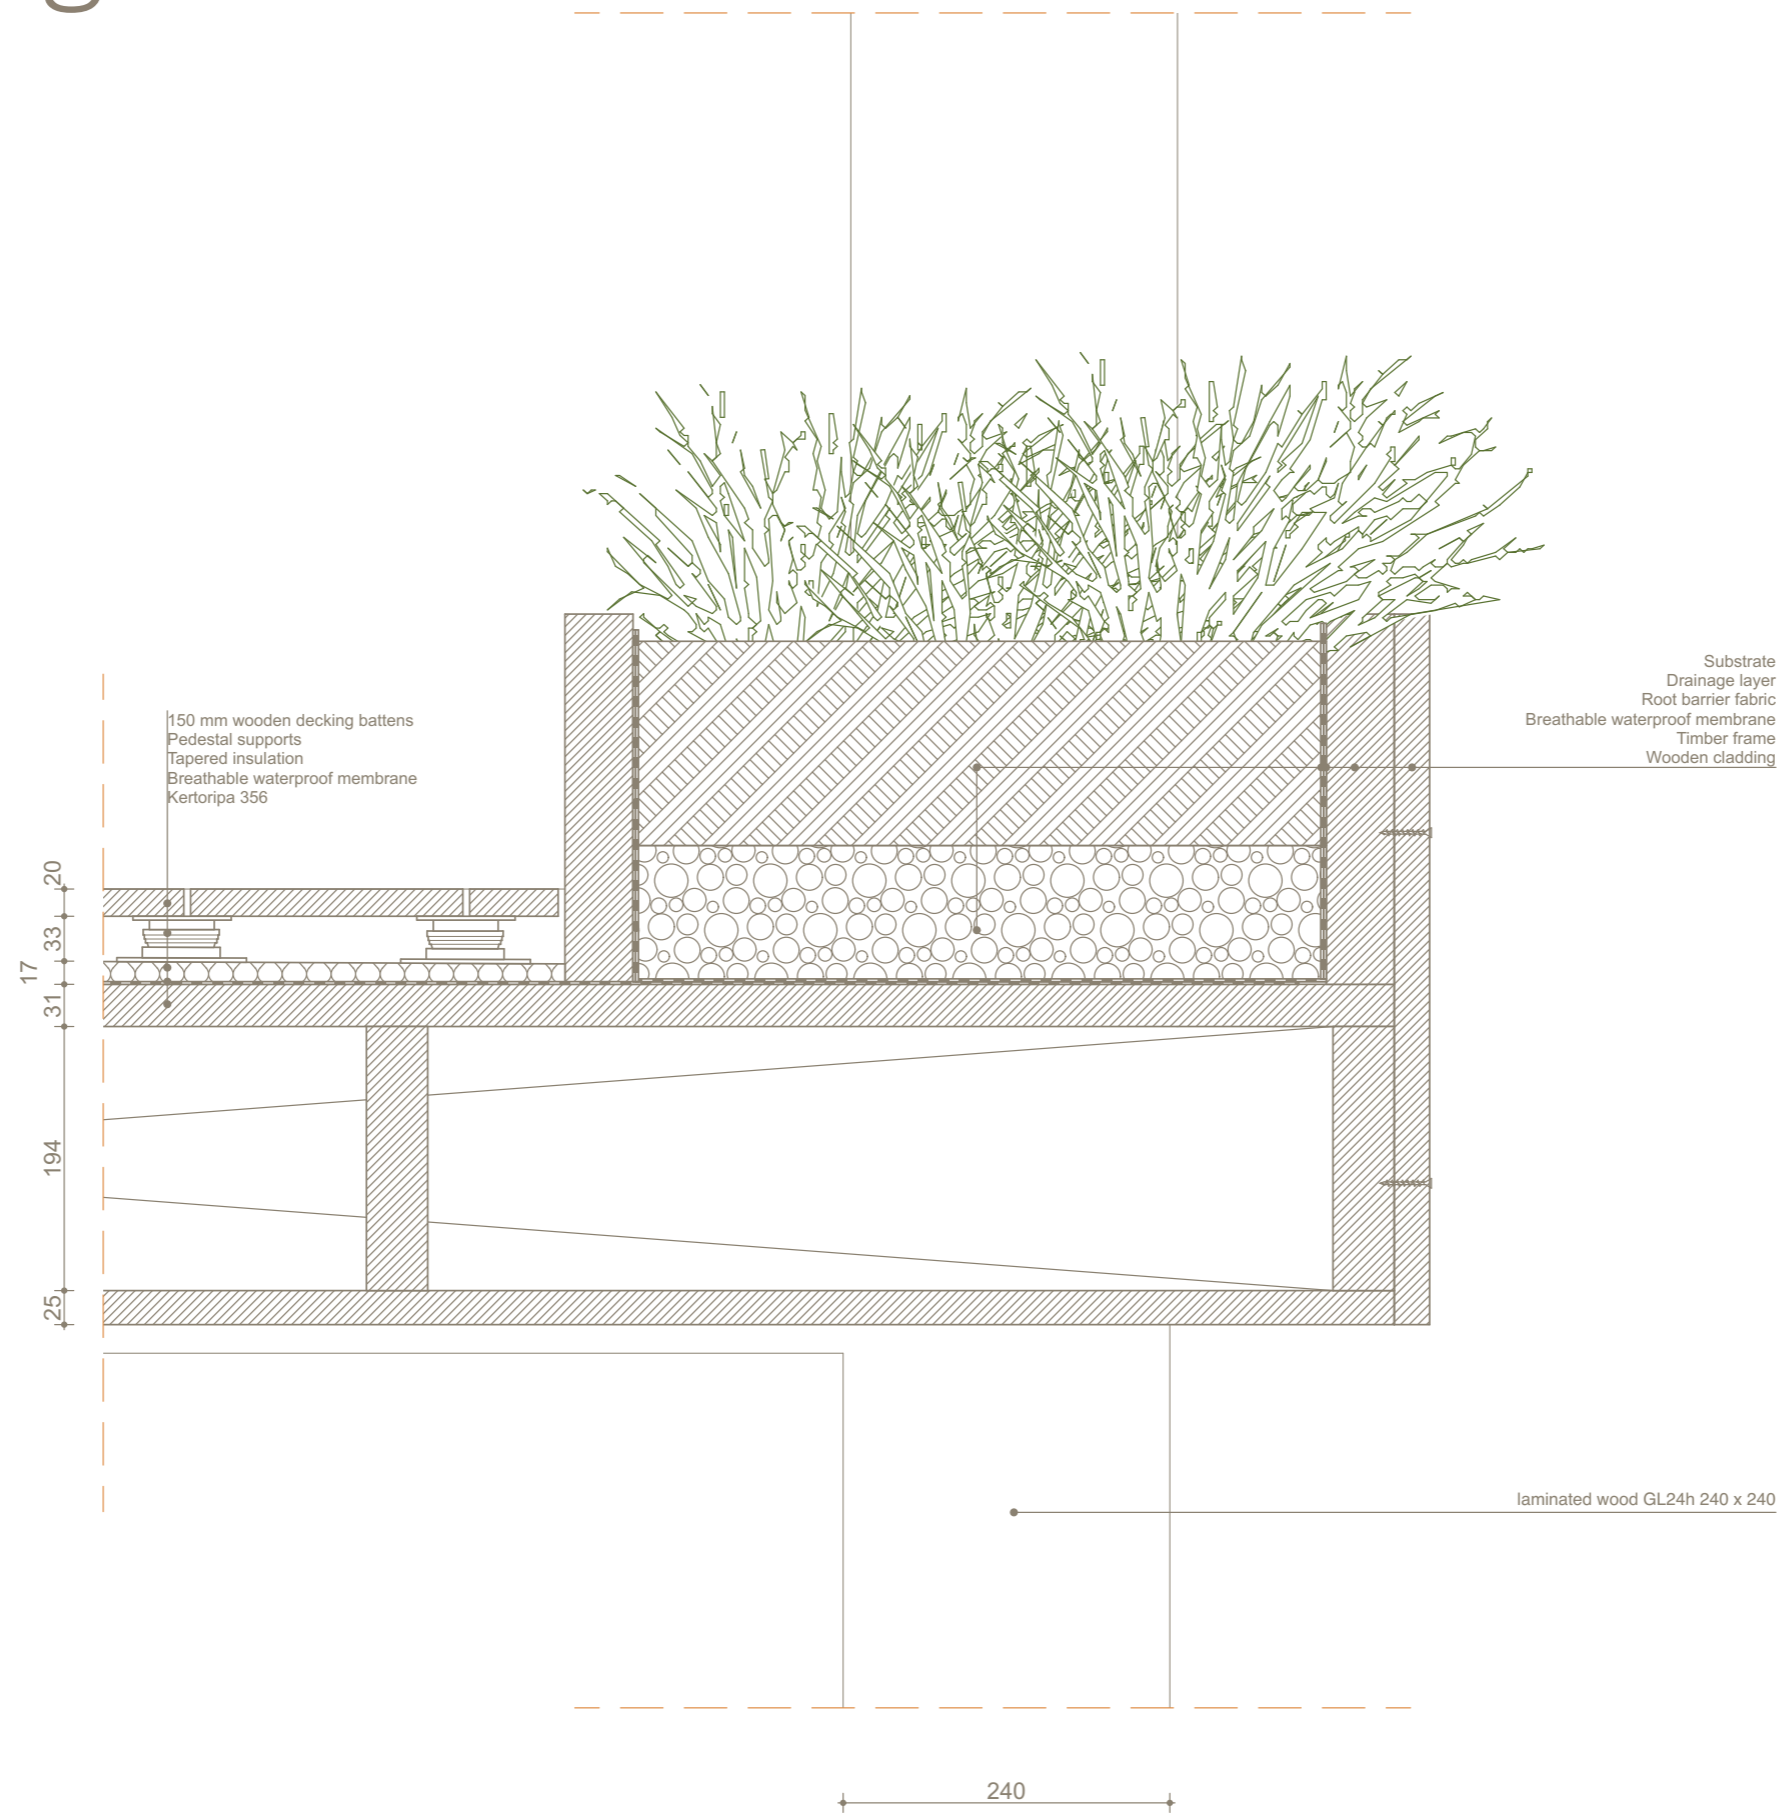 Substrate
Drainage layer
Root barrier fabric
Breathable waterproof membrane
Timber frame
Wooden cladding
150 mm wooden decking battens
Pedestal supports
Tapered insulation
Breathable waterproof membrane
Kertoripa 356
20
33
17
31
194
25
laminated wood GL24h 240 x 240
240